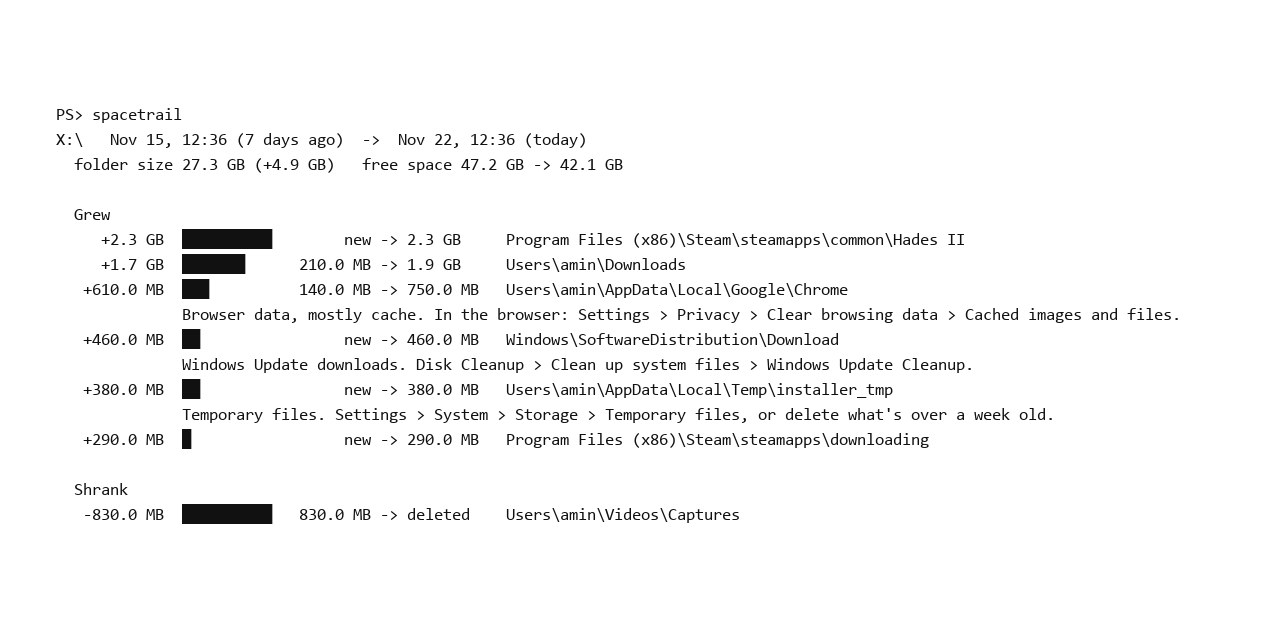 PS> spacetrail
X:\   Nov 15, 12:36 (7 days ago)  ->  Nov 22, 12:36 (today)
  folder size 27.3 GB (+4.9 GB)   free space 47.2 GB -> 42.1 GB
  Grew
     +2.3 GB            new -> 2.3 GB     Program Files (x86)\Steam\steamapps\common\Hades II
     +1.7 GB       210.0 MB -> 1.9 GB     Users\amin\Downloads
   +610.0 MB       140.0 MB -> 750.0 MB   Users\amin\AppData\Local\Google\Chrome
              Browser data, mostly cache. In the browser: Settings > Privacy > Clear browsing data > Cached images and files.
   +460.0 MB            new -> 460.0 MB   Windows\SoftwareDistribution\Download
              Windows Update downloads. Disk Cleanup > Clean up system files > Windows Update Cleanup.
   +380.0 MB            new -> 380.0 MB   Users\amin\AppData\Local\Temp\installer_tmp
              Temporary files. Settings > System > Storage > Temporary files, or delete what's over a week old.
   +290.0 MB            new -> 290.0 MB   Program Files (x86)\Steam\steamapps\downloading
  Shrank
   -830.0 MB       830.0 MB -> deleted    Users\amin\Videos\Captures